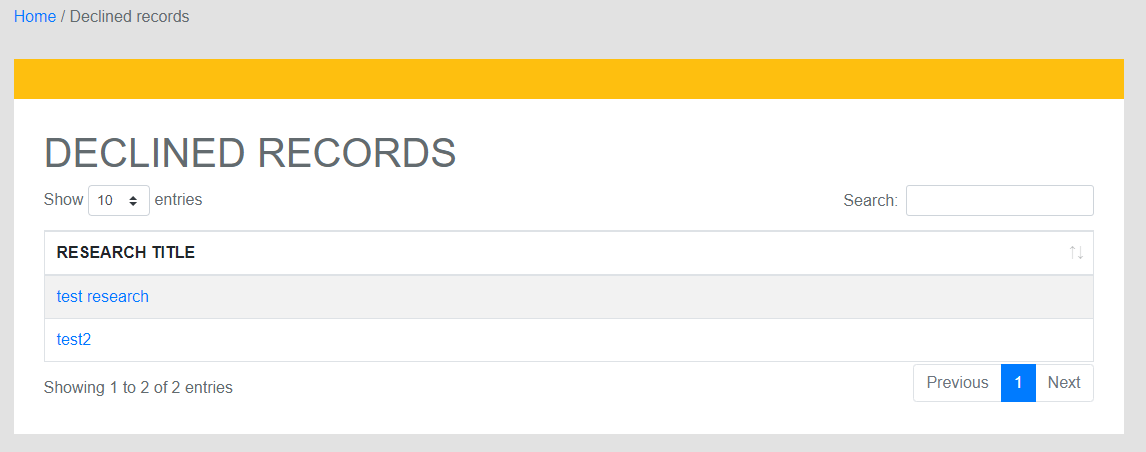 Home / Declined records
DECLINED RECORDS
Show 10 entries
Search:
RESEARCH TITLE
test research
test2
Showing 1 to 2 of 2 entries
Previous 1 Next